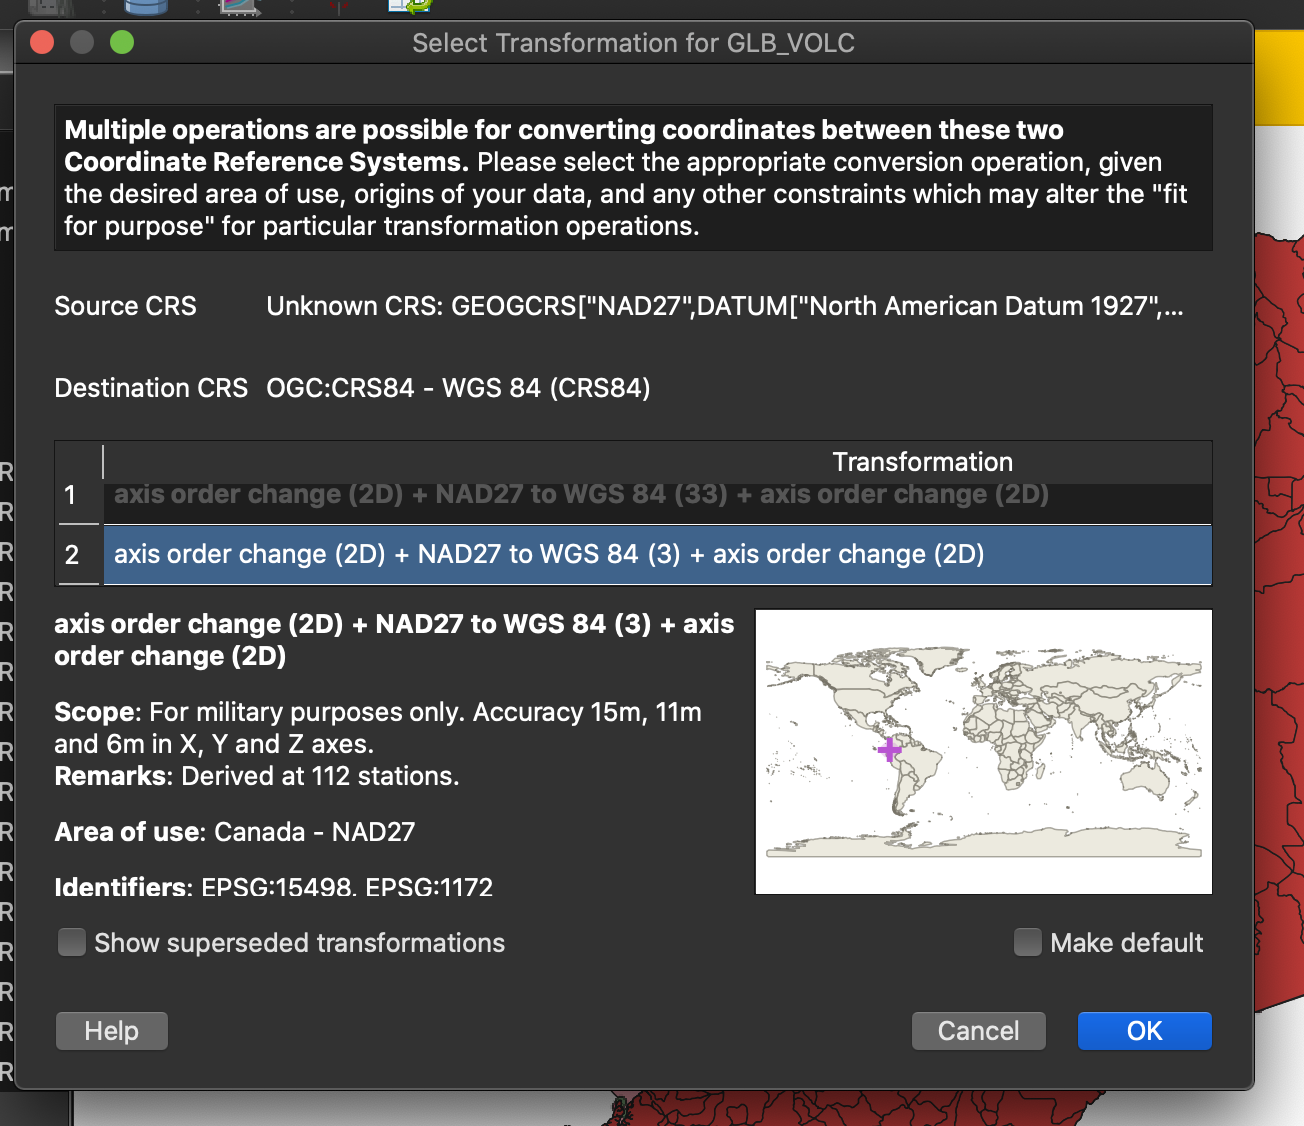 Select Transformation for GLB_VOLC
Multiple operations are possible for converting coordinates between these two
Coordinate Reference Systems. Please select the appropriate conversion operation, given
the desired area of use, origins of your data, and any other constraints which may alter the "fit
for purpose" for particular transformation operations.
Source CRS Unknown CRS: GEOGCRS["NAD27",DATUM["North American Datum 1927",...
Destination CRS OGC:CRS84 - WGS 84 (CRS84)
Transformation
1 axis order change (2D) + NAD27 to WGS 84 (33) + axis order change (2D)
2 axis order change (2D) + NAD27 to WGS 84 (3) + axis order change (2D)
axis order change (2D) + NAD27 to WGS 84 (3) + axis
order change (2D)
Scope: For military purposes only. Accuracy 15m, 11m
and 6m in X, Y and Z axes.
Remarks: Derived at 112 stations.
Area of use: Canada - NAD27
Identifiers: EPSG:15498, EPSG:1172
Show superseded transformations Make default
Help Cancel OK